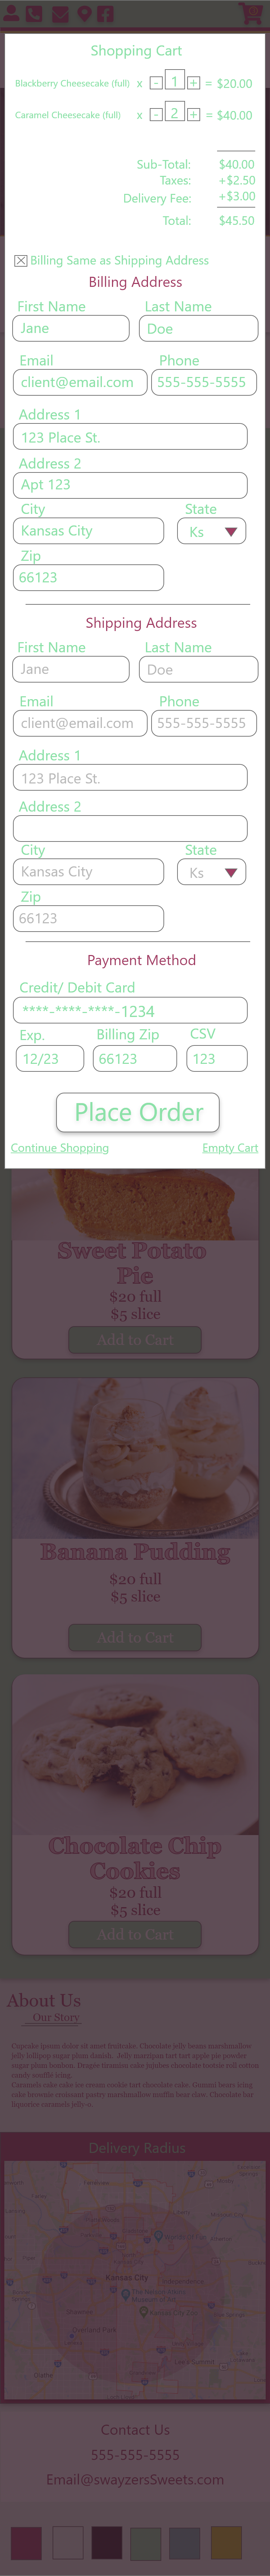 Shopping Cart
Blackberry Cheesecake (full) x - 1 + = $20.00
Caramel Cheesecake (full) x - 2 + = $40.00
Sub-Total: $40.00
Taxes: +$2.50
Delivery Fee: +$3.00
Total: $45.50
Billing Same as Shipping Address
Billing Address
First Name Last Name
Jane Doe
Email Phone
client@email.com 555-555-5555
Address 1
123 Place St.
Address 2
Apt 123
City State
Kansas City Ks
Zip
66123
Shipping Address
First Name Last Name
Jane Doe
Email Phone
client@email.com 555-555-5555
Address 1
123 Place St.
Address 2
City State
Kansas City Ks
Zip
66123
Payment Method
Credit/ Debit Card
****-****-****-1234
Exp. Billing Zip CSV
12/23 66123 123
Place Order
Continue Shopping Empty Cart
Sweet Potato
Pie
$20 full
$5 slice
Add to Cart
Banana Pudding
$20 full
$5 slice
Add to Cart
Chocolate Chip
Cookies
$20 full
$5 slice
Add to Cart
About Us
Our Story
Delivery Radius
Kansas City
Overland Park
Olathe
Contact Us
555-555-5555
Email@swayzersSweets.com